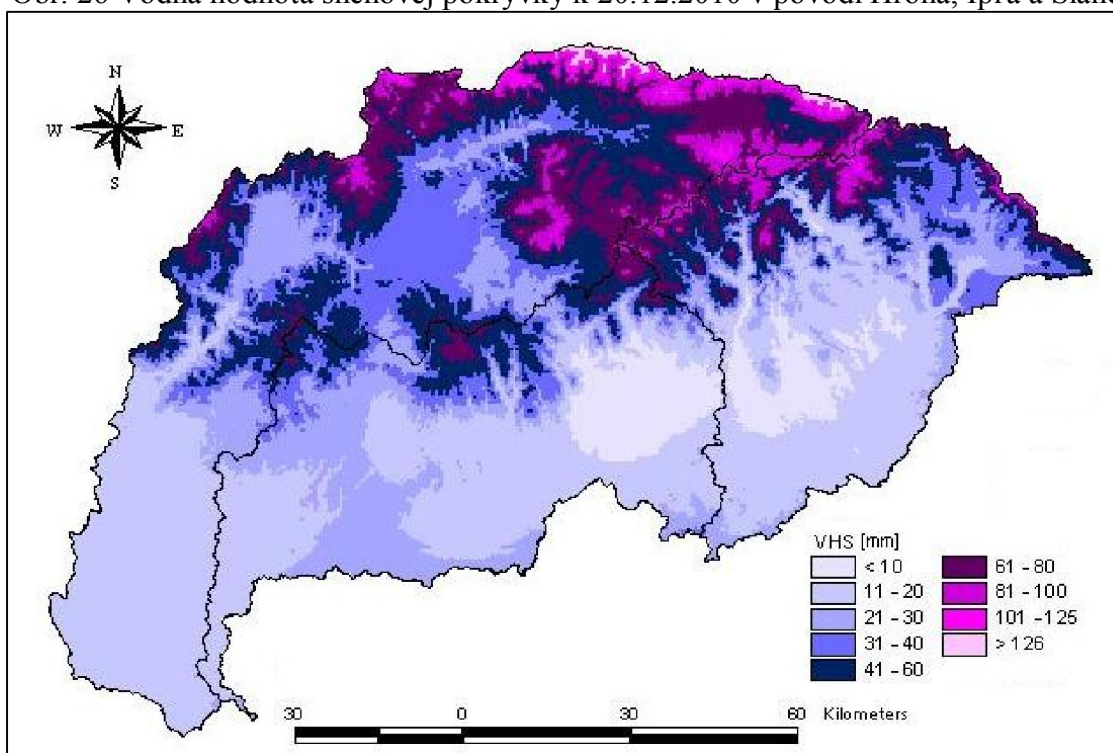 Obr. 26 Vodná hodnota snehovej pokrývky k 20.12.2010 v povodí Hrona, Ipľa a Slanej
N
W
E
S
VHS [mm]
< 10
11 - 20
21 - 30
31 - 40
41 - 60
61 - 80
81 - 100
101 - 125
> 126
30 0 30 60 Kilometers